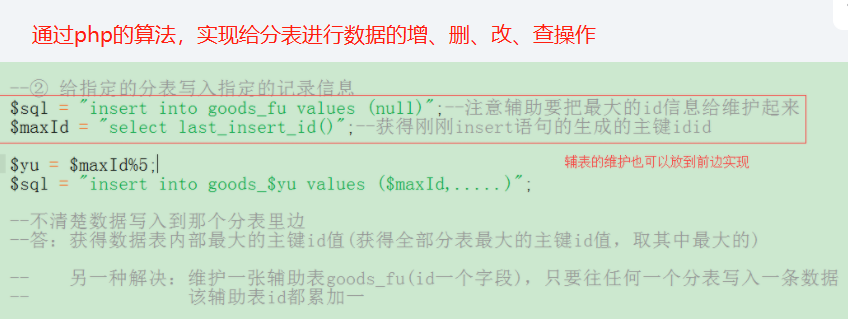 通过php的算法，实现给分表进行数据的增、删、改、查操作
--② 给指定的分表写入指定的记录信息
$sql = "insert into goods_fu values (null)";--注意辅助要把最大的id信息给维护起来
$maxId = "select last_insert_id()";--获得刚刚insert语句的生成的主键idid
$yu = $maxId%5;
辅表的维护也可以放到前边实现
$sql = "insert into goods_$yu values ($maxId,.....)";
--不清楚数据写入到那个分表里边
--答：获得数据表内部最大的主键id值(获得全部分表最大的主键id值，取其中最大的)
-- 另一种解决：维护一张辅助表goods_fu(id一个字段)，只要往任何一个分表写入一条数据
-- 该辅助表id都累加一